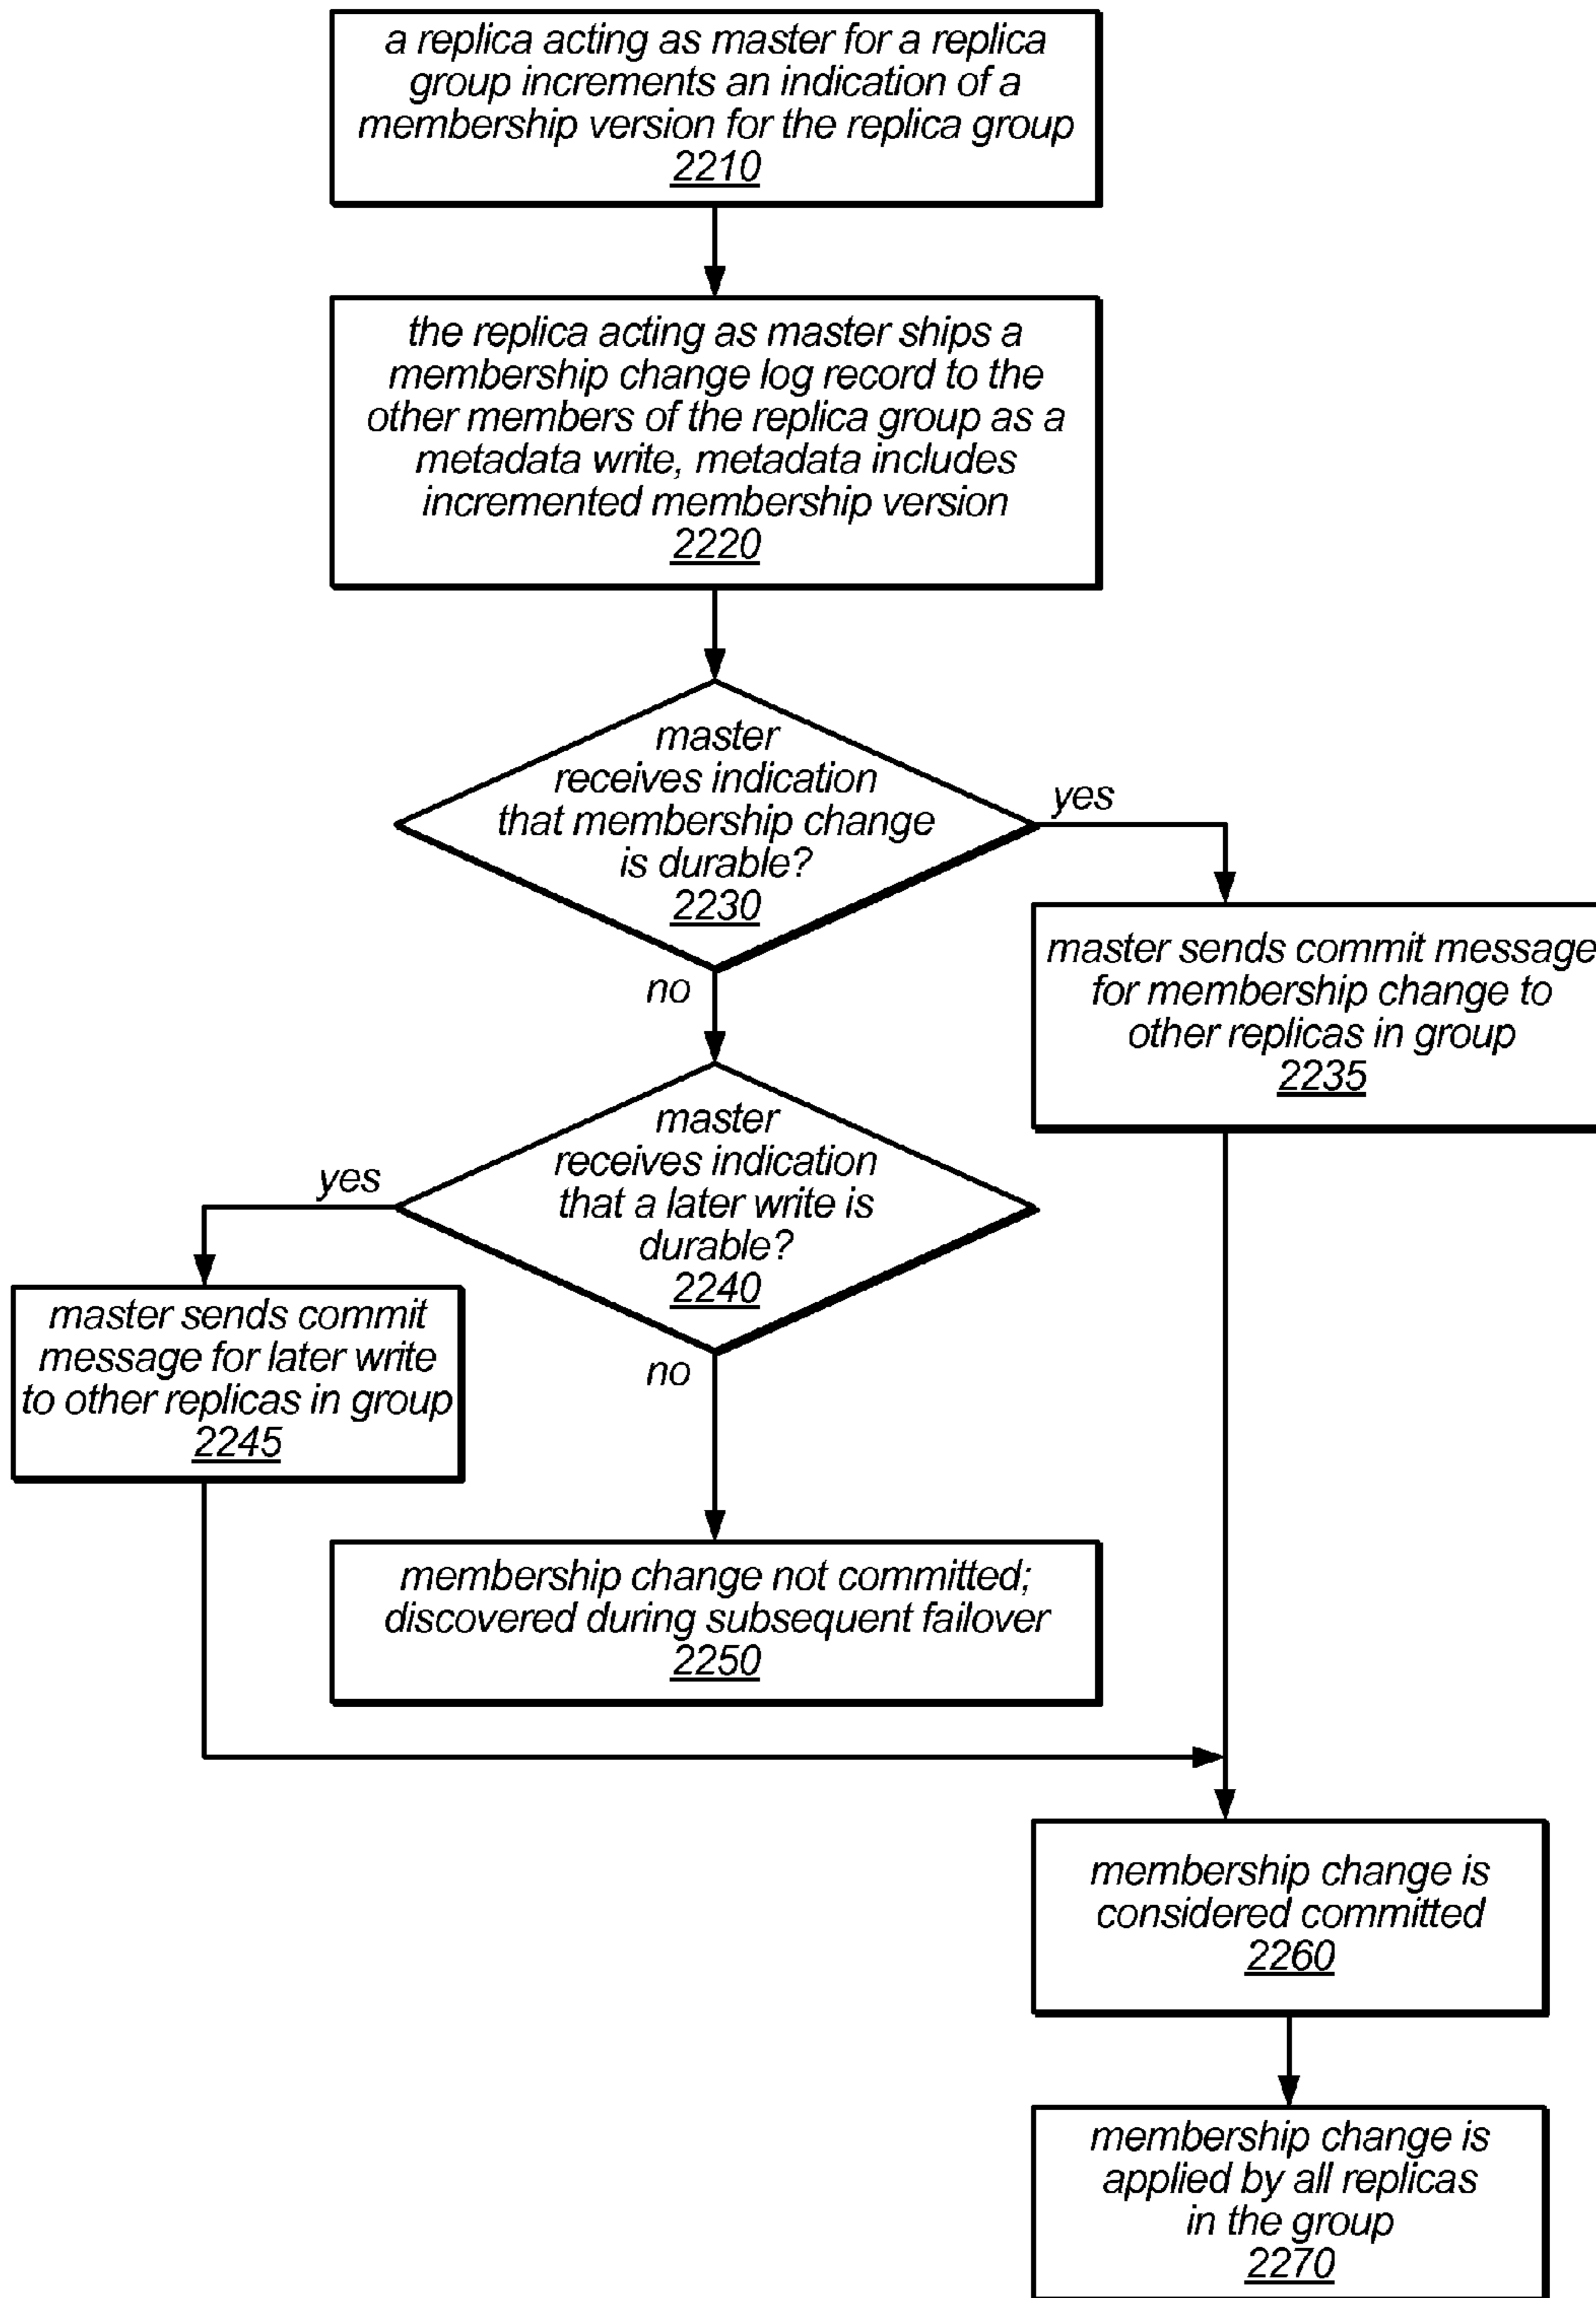 a replica acting as master for a replica
group increments an indication of a
membership version for the replica group
2210
the replica acting as master ships a
membership change log record to the
other members of the replica group as a
metadata write, metadata includes
incremented membership version
2220
master
receives indication
that membership change
is durable?
2230
yes
no
master sends commit message
for membership change to
other replicas in group
2235
master
receives indication
that a later write is
durable?
2240
yes
no
master sends commit
message for later write
to other replicas in group
2245
membership change not committed;
discovered during subsequent failover
2250
membership change is
considered committed
2260
membership change is
applied by all replicas
in the group
2270